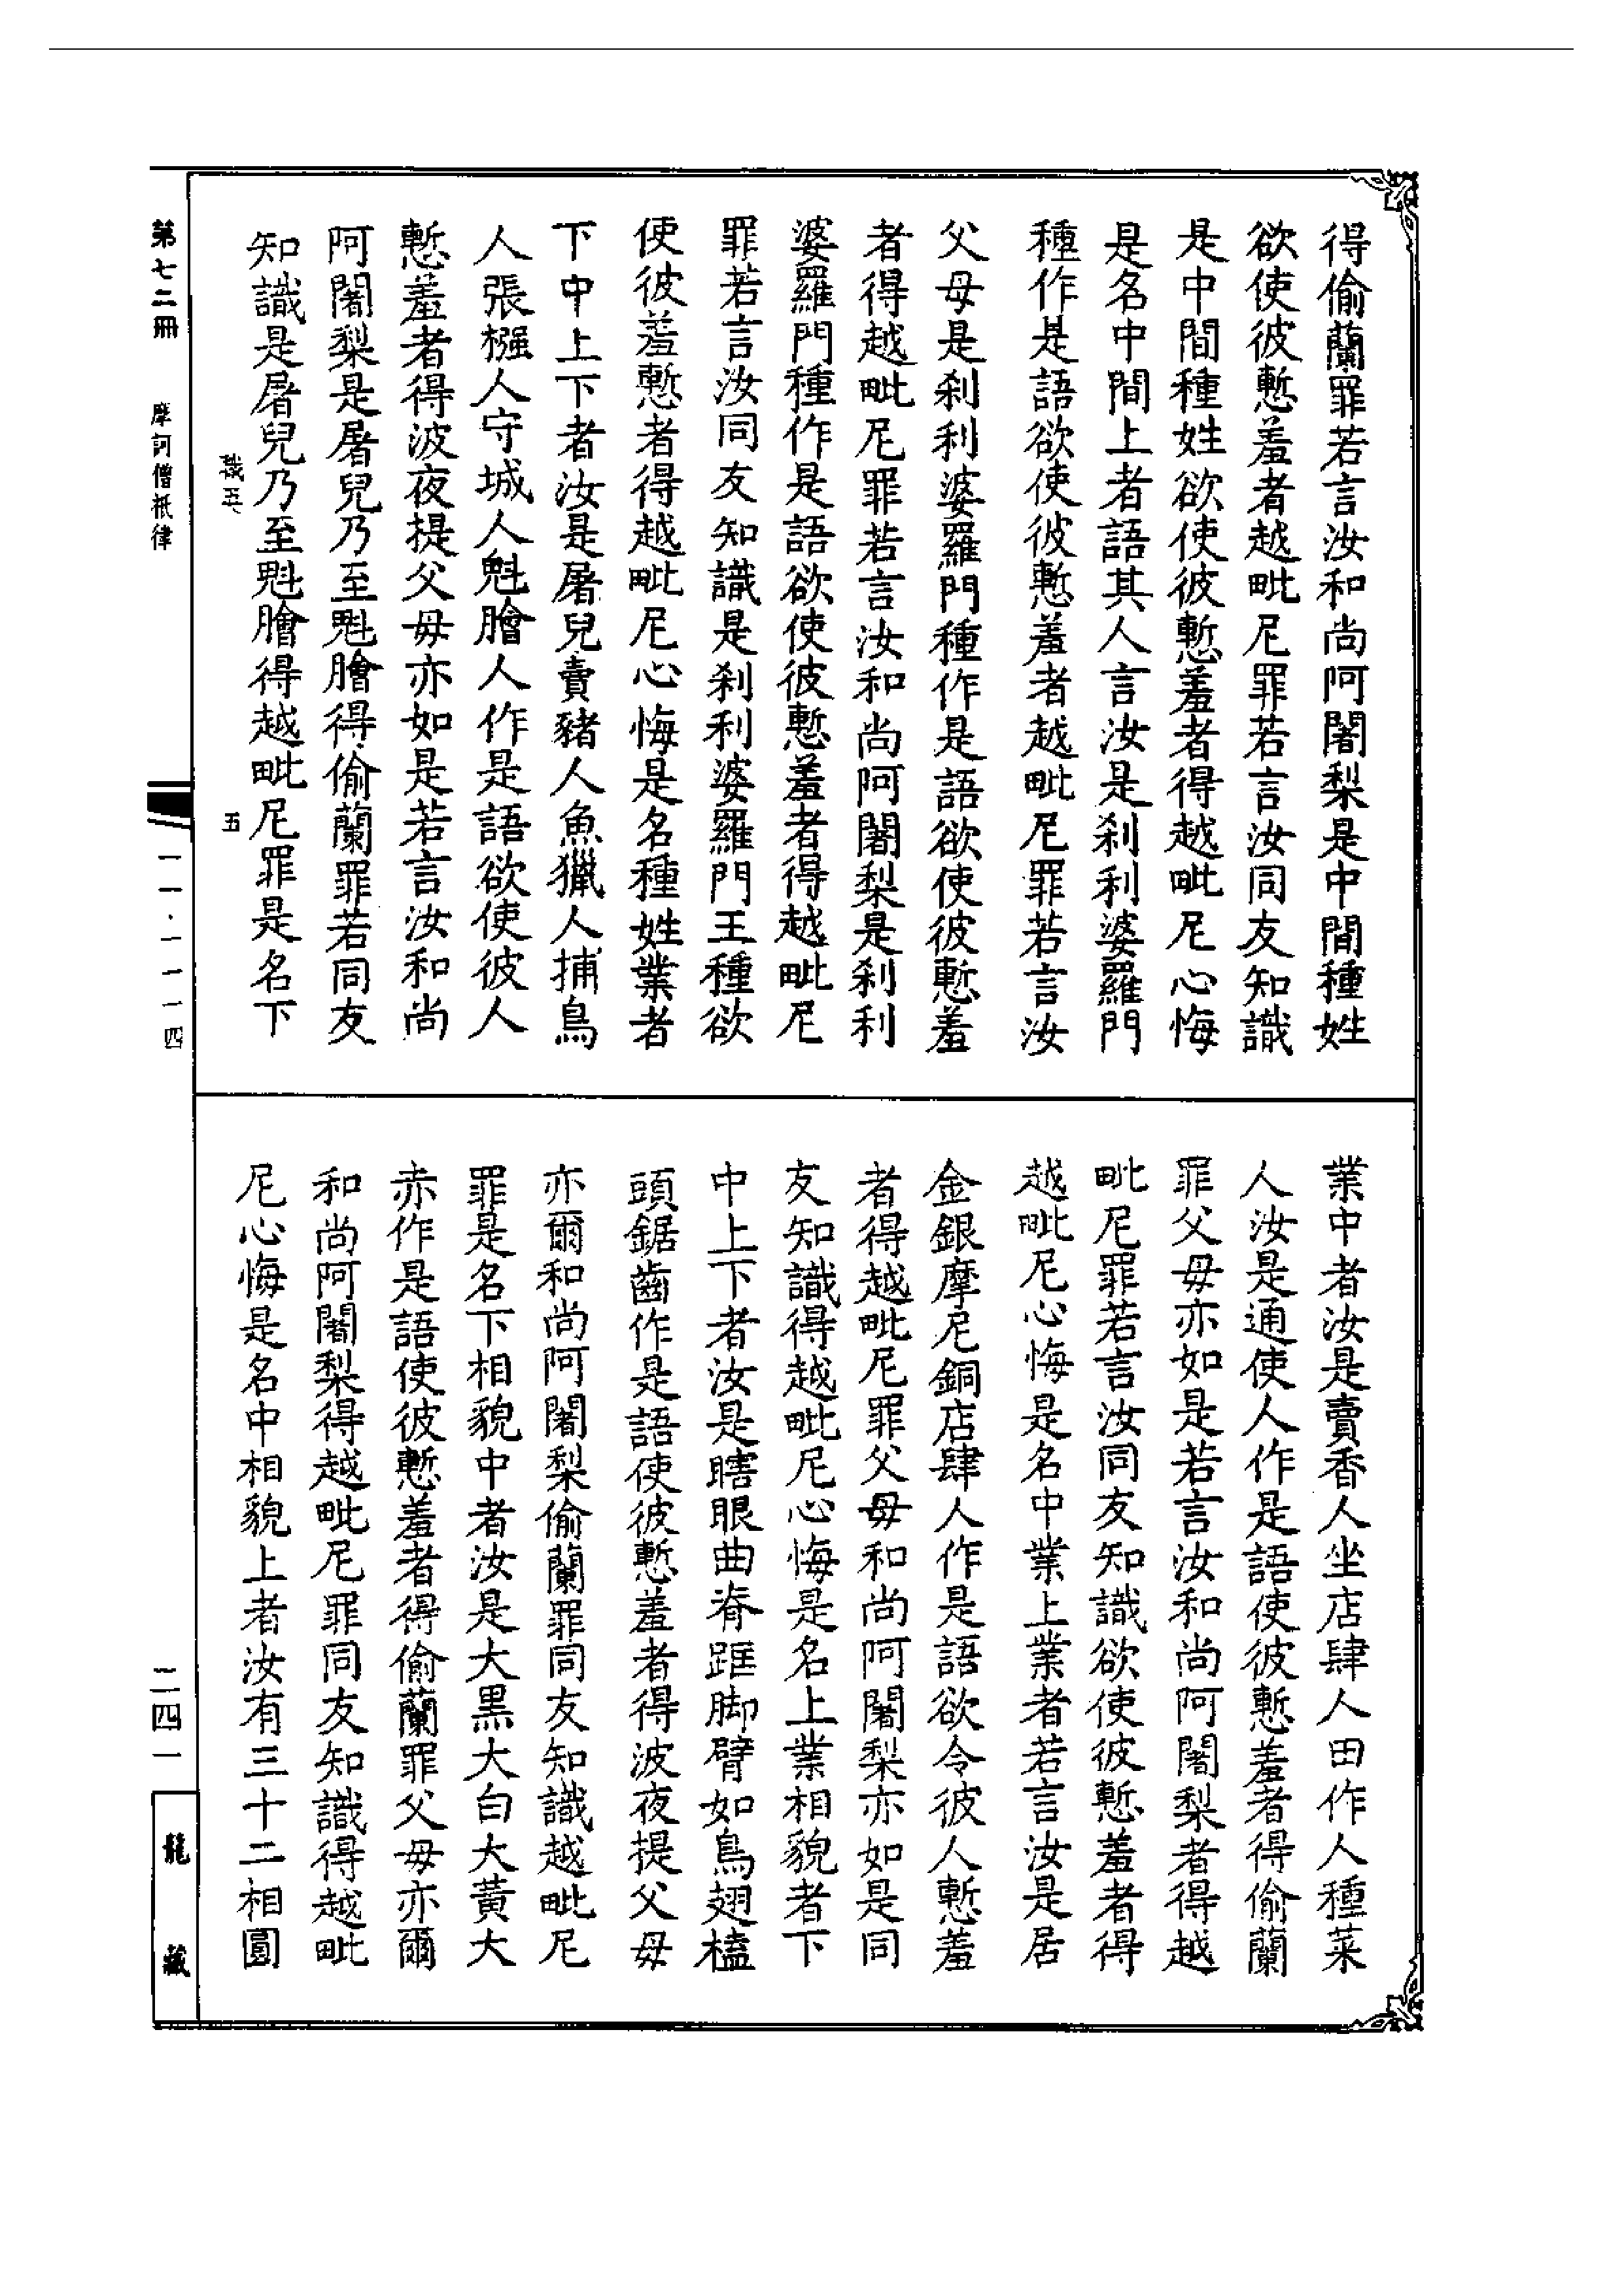 得偷蘭罪若言汝和尚阿闍梨是中間種姓
欲使彼慙羞者越毗尼罪若言汝同友知識
是中間種姓欲使彼慙羞者得越毗尼心悔
是名中間上者語其人言汝是剎利婆羅門
種作是語欲使彼慙羞者越毗尼罪若言汝
父母是剎利婆羅門種作是語欲使彼慙羞
者得越毗尼罪若言汝和尚阿闍梨是剎利
婆羅門種作是語欲使彼慙羞者得越毗尼
罪若言汝同友知識是剎利婆羅門王種欲
使彼羞慙者得越毗尼心悔是名種姓業者
下中上下者汝是屠兒賣豬人魚獵人捕鳥
人張㩧人守城人魁膾人作是語欲使彼人
慙羞者得波夜提父母亦如是若言汝和尚
阿闍梨是屠兒乃至魁膾得偷蘭罪若同友
知識是屠兒乃至魁膾得越毗尼罪是名下
業中者汝是賣香人坐店肆人田作人種菜
人汝是通使人作是語使彼慙羞者得偷蘭
罪父母亦如是若言汝和尚阿闍梨者得越
毗尼罪若言汝同友知識欲使彼慙羞者得
越毗尼心悔是名中業上業者若言汝是居
金銀摩尼銅店肆人作是語欲令彼人慙羞
者得越毗尼罪父母和尚阿闍梨亦如是同
友知識得越毗尼心悔是名上業相貌者下
中上下者汝是瞎眼曲脊跛脚臂如鳥翅榼
頭鋸齒作是語使彼慙羞者得波夜提父母
亦爾和尚阿闍梨偷蘭罪同友知識越毗尼
罪是名下相貌中者汝是大黑大白大黃大
赤作是語使彼慙羞者得偷蘭罪父母亦爾
和尚阿闍梨得越毗尼罪同友知識得越毗
尼心悔是名中相貌上者汝有三十二相圓
第七二冊 摩訶僧祇律
職五 五
一一·一一一四
二四一
龍藏